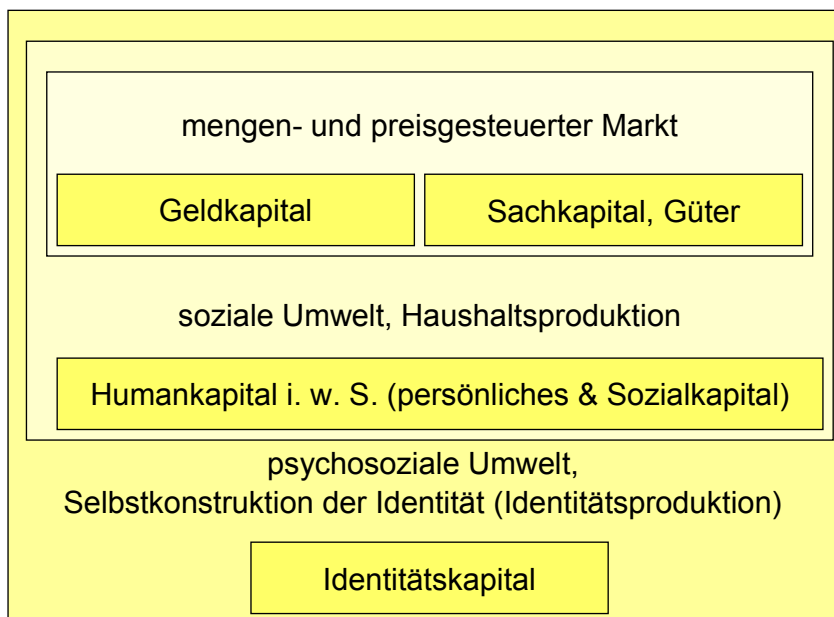 mengen- und preisgesteuerter Markt
Geldkapital
Sachkapital, Güter
soziale Umwelt, Haushaltsproduktion
Humankapital i. w. S. (persönliches & Sozialkapital)
psychosoziale Umwelt,
Selbstkonstruktion der Identität (Identitätsproduktion)
Identitätskapital